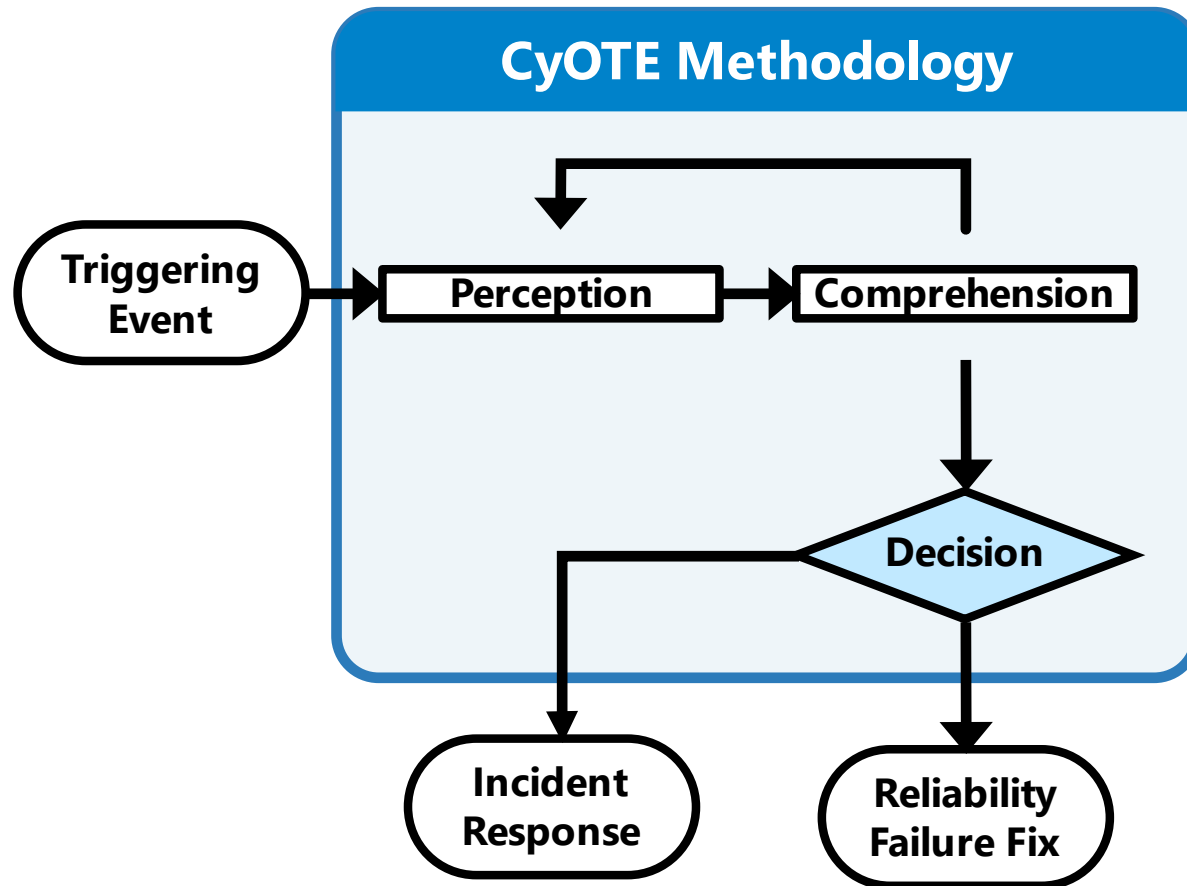 CyOTE Methodology
Triggering
Event
Perception
Comprehension
Decision
Incident
Response
Reliability
Failure Fix